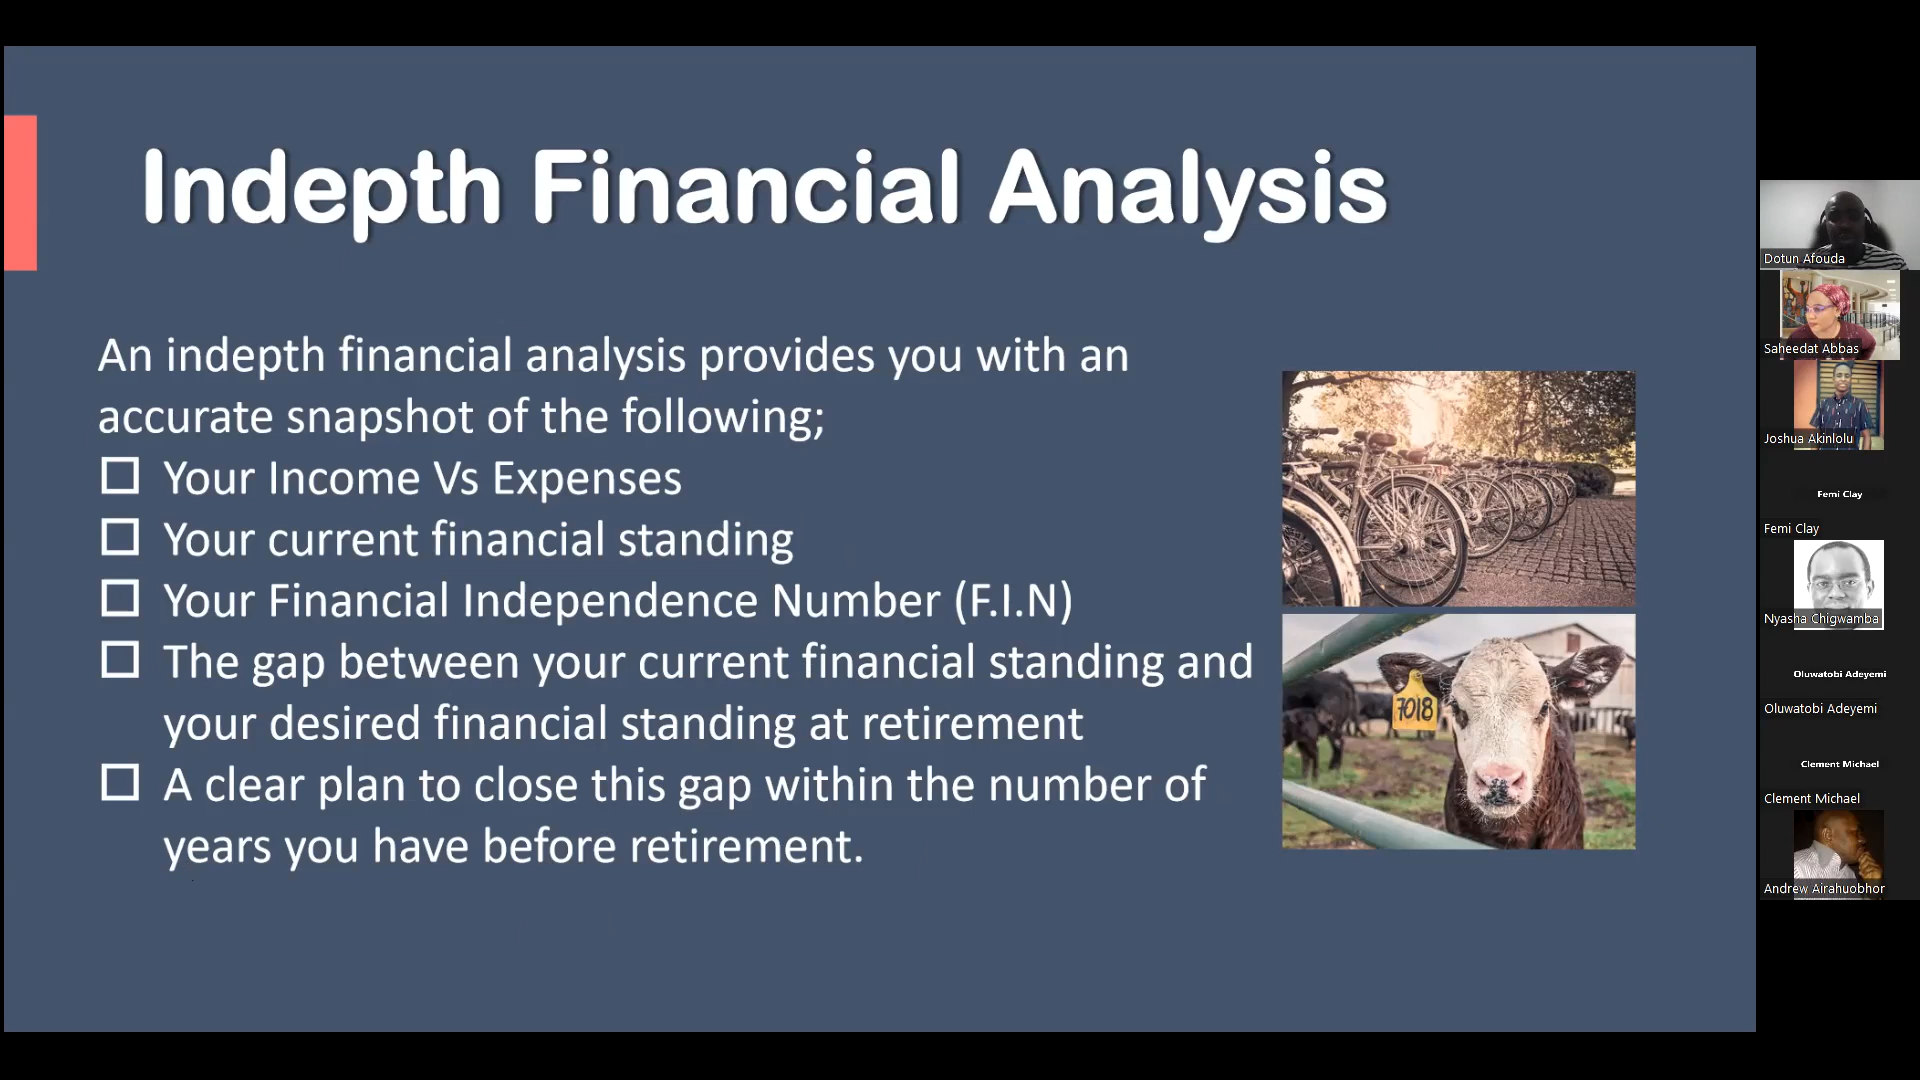 Indepth Financial Analysis
An indepth financial analysis provides you with an
accurate snapshot of the following;
Your Income Vs Expenses
Your current financial standing
Your Financial Independence Number (F.I.N)
The gap between your current financial standing and
your desired financial standing at retirement
A clear plan to close this gap within the number of
years you have before retirement.
7018
Dotun Afouda
Saheedat Abbas
Joshua Akinlolu
Femi Clay
Femi Clay
Nyasha Chigwamba
Oluwatobi Adeyemi
Oluwatobi Adeyemi
Clement Michael
Clement Michael
Andrew Airahuobhor